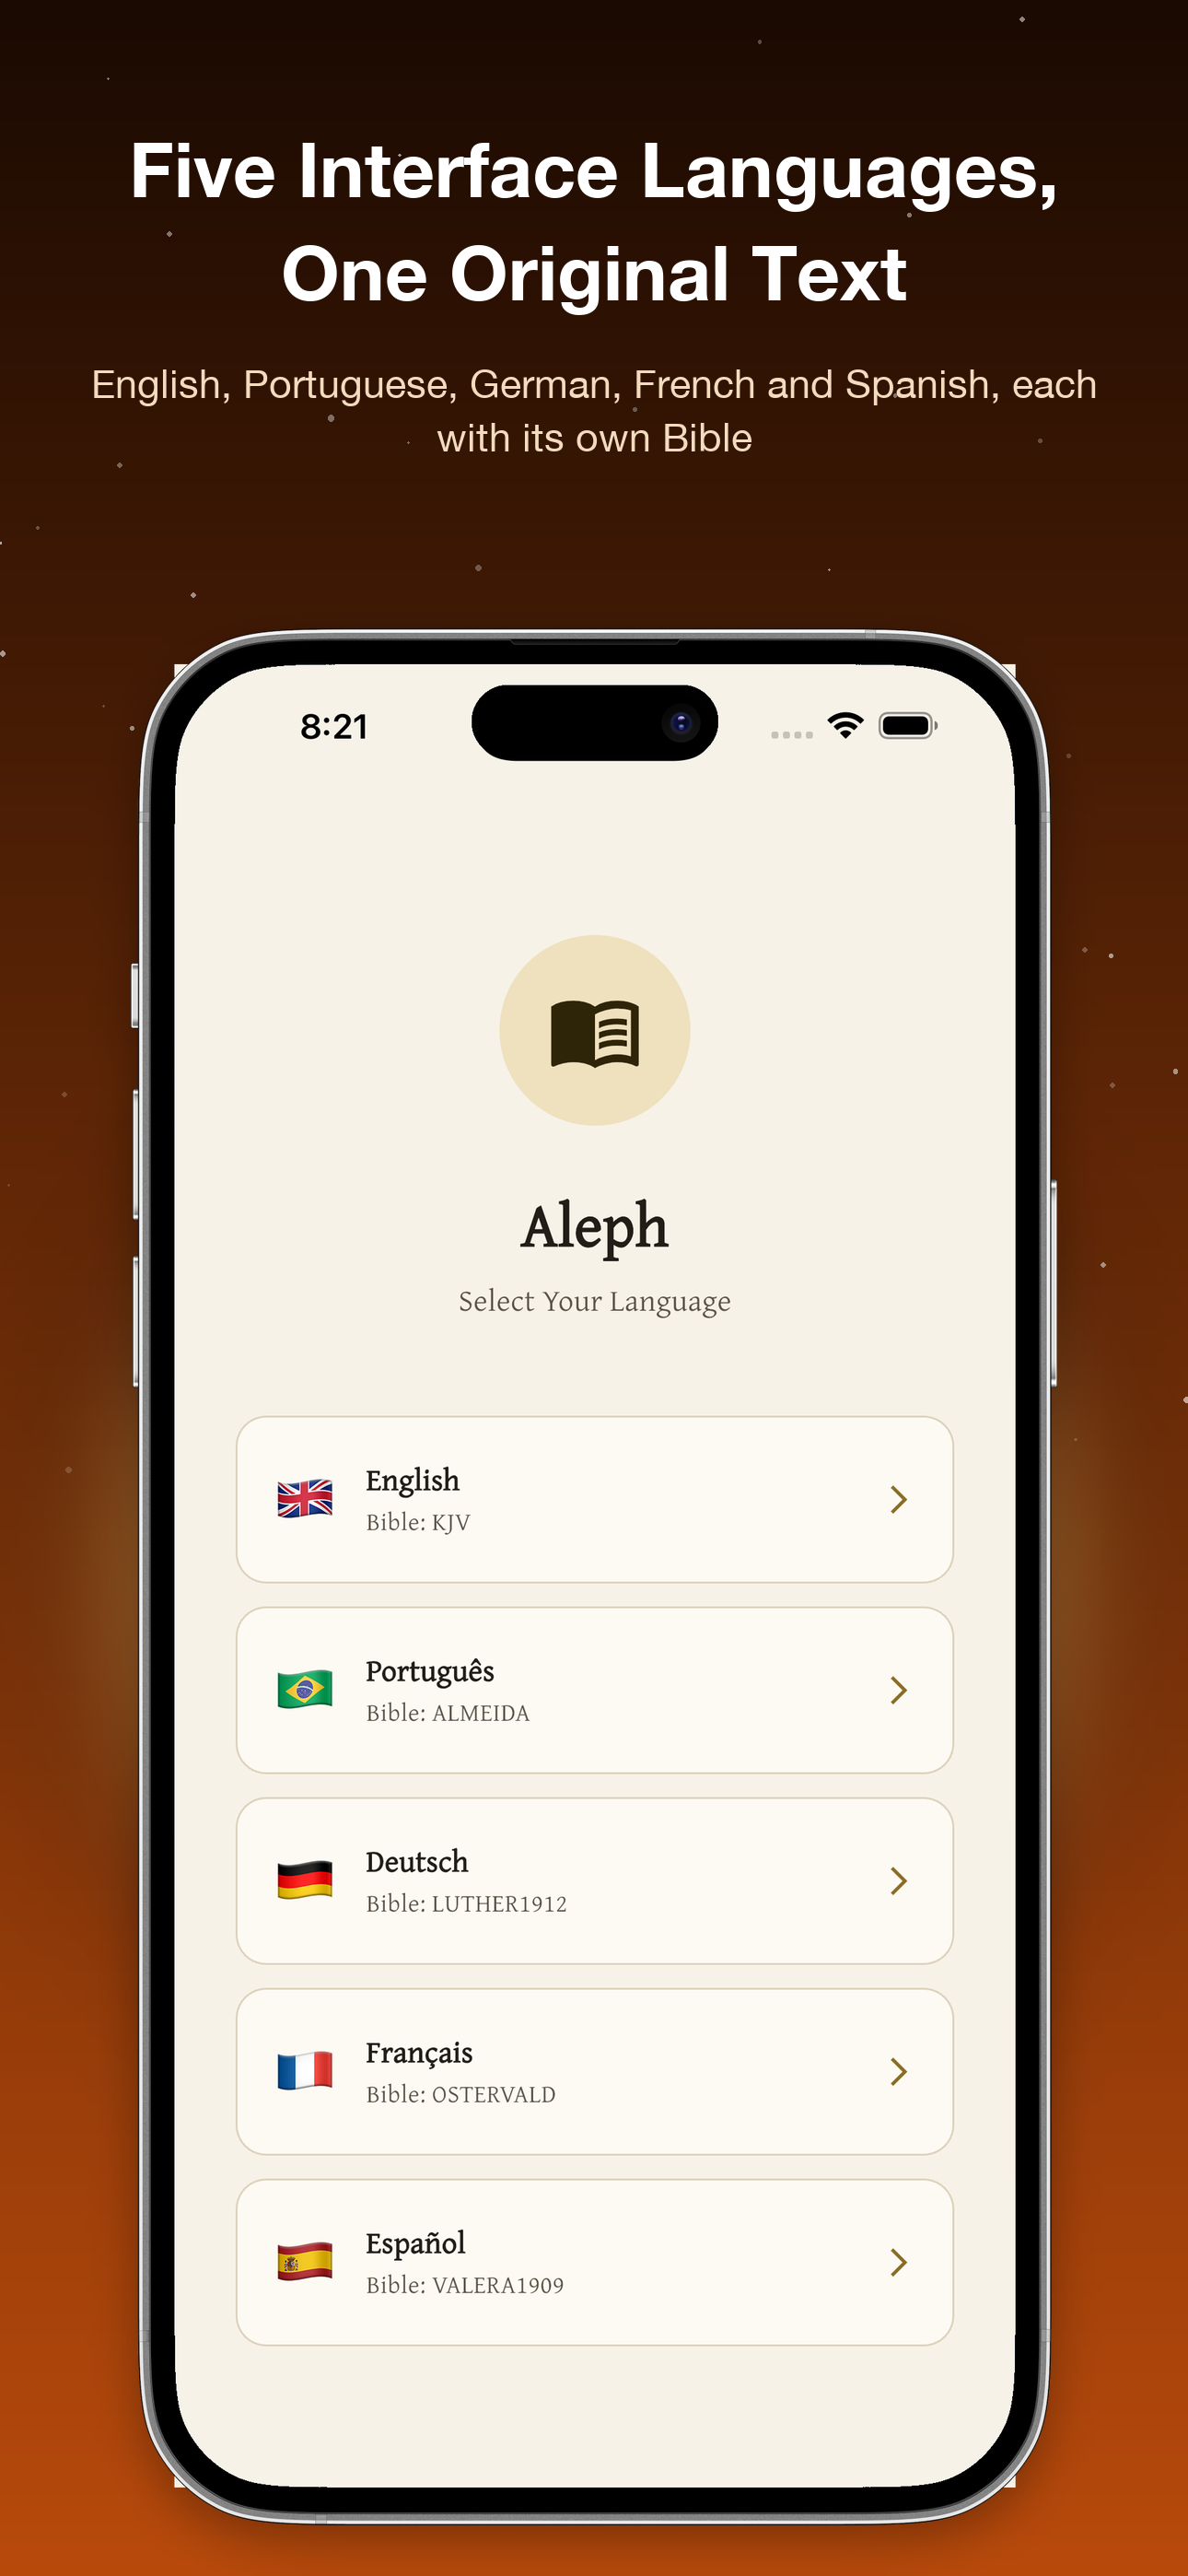 Five Interface Languages,
One Original Text
English, Portuguese, German, French and Spanish, each
with its own Bible
8:21
Aleph
Select Your Language
English
Bible: KJV
Português
Bible: ALMEIDA
Deutsch
Bible: LUTHER1912
Français
Bible: OSTERVALD
Español
Bible: VALERA1909